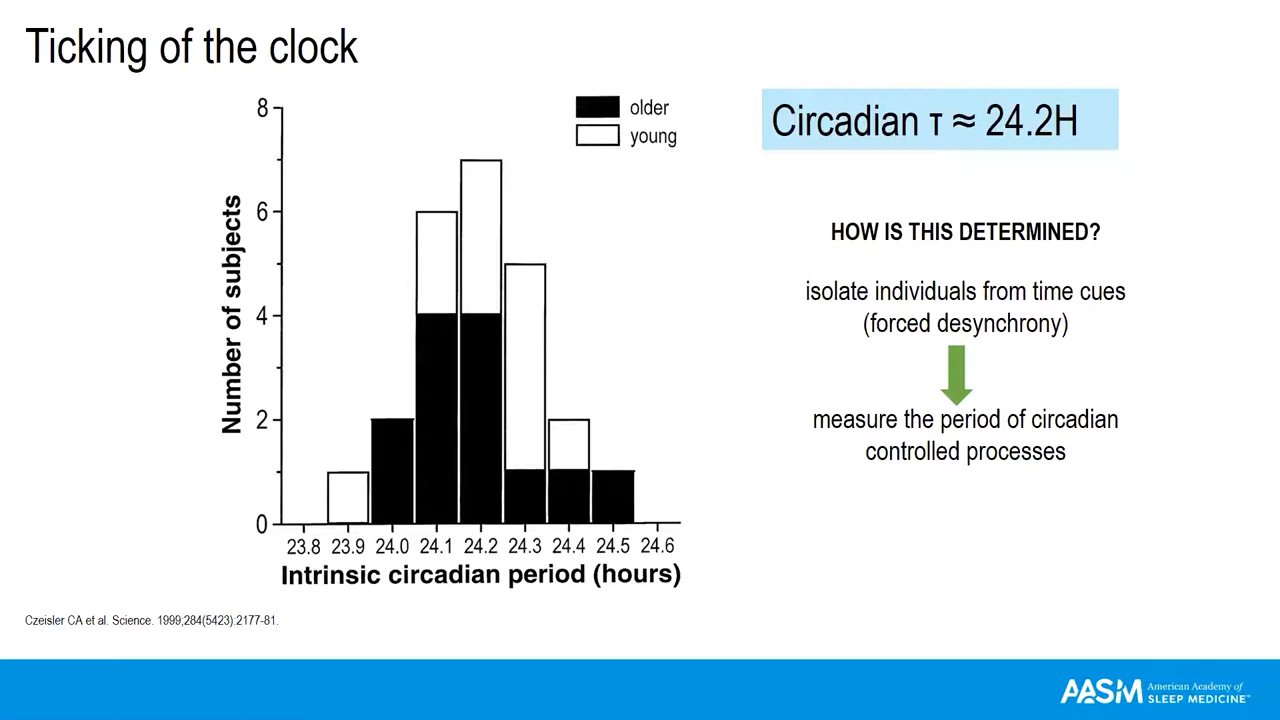 Ticking of the clock
8
6
4
2
0
Number of subjects
older
young
23.8 23.9 24.0 24.1 24.2 24.3 24.4 24.5 24.6
Intrinsic circadian period (hours)
Circadian τ ≈ 24.2H
HOW IS THIS DETERMINED?
isolate individuals from time cues
(forced desynchrony)
measure the period of circadian
controlled processes
Czeisler CA et al. Science. 1999;284(5423):2177-81.
AASM American Academy of
SLEEP MEDICINE™